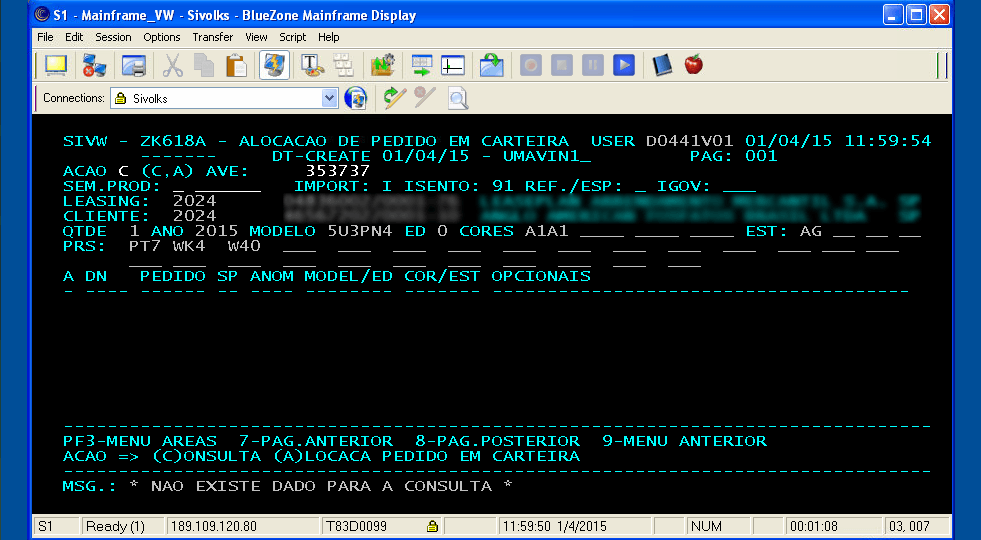 S1 - Mainframe_VW - Sivolks - BlueZone Mainframe Display
File Edit Session Options Transfer View Script Help
Connections: Sivolks
SIVW - ZK618A - ALOCACAO DE PEDIDO EM CARTEIRA USER D0441V01 01/04/15 11:59:54
------- DT-CREATE 01/04/15 - UMAVIN1_ PAG: 001
ACAO C (C,A) AVE: 353737
SEM.PROD: _ ______ IMPORT: I ISENTO: 91 REF./ESP: _ IGOV: ___
LEASING: 2024
CLIENTE: 2024
QTDE 1 ANO 2015 MODELO 5U3PN4 ED 0 CORES A1A1 ____ ____ ____ EST: AG __ __ __
PRS: PT7 WK4 W4O ___ ___ ___ ___ ___ ___ ___ ___ ___ ___ ___
___ ___ ___ ___ ___ ___ ___ ___ ___ ___ ___
A DN PEDIDO SP ANOM MODEL/ED COR/EST OPCIONAIS
- ---- ------ -- ---- -------- ------- --------------------------------------
-------------------------------------------------------------------------------
PF3-MENU AREAS 7-PAG.ANTERIOR 8-PAG.POSTERIOR 9-MENU ANTERIOR
ACAO => (C)ONSULTA (A)LOCACA PEDIDO EM CARTEIRA
-------------------------------------------------------------------------------
MSG.: * NAO EXISTE DADO PARA A CONSULTA *
S1 Ready (1) 189.109.120.80 T83D0099 11:59:50 1/4/2015 NUM 00:01:08 03, 007